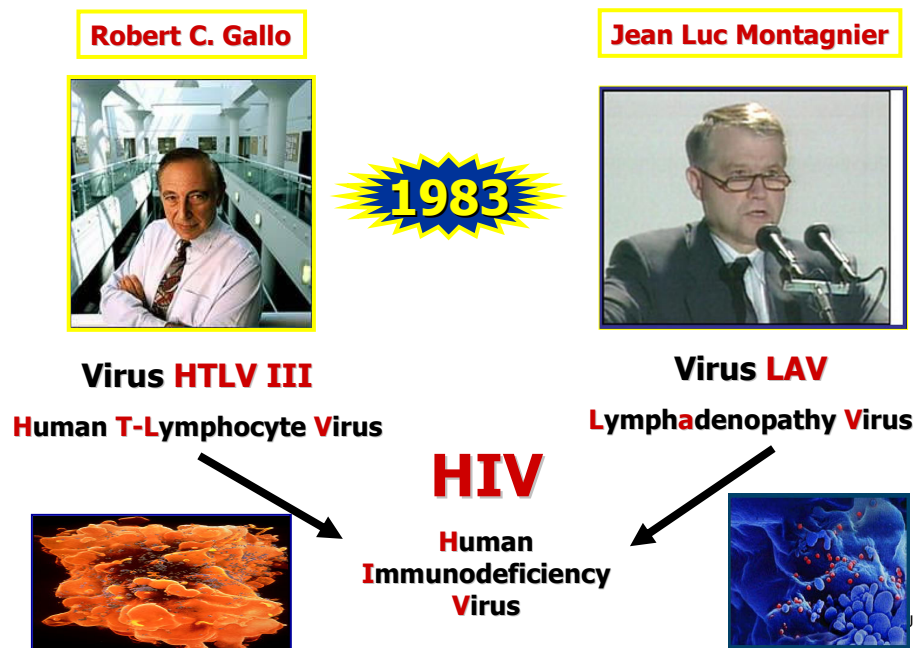 Robert C. Gallo
Jean Luc Montagnier
1983
Virus HTLV III
Human T-Lymphocyte Virus
Virus LAV
Lymphadenopathy Virus
HIV
Human
Immunodeficiency
Virus